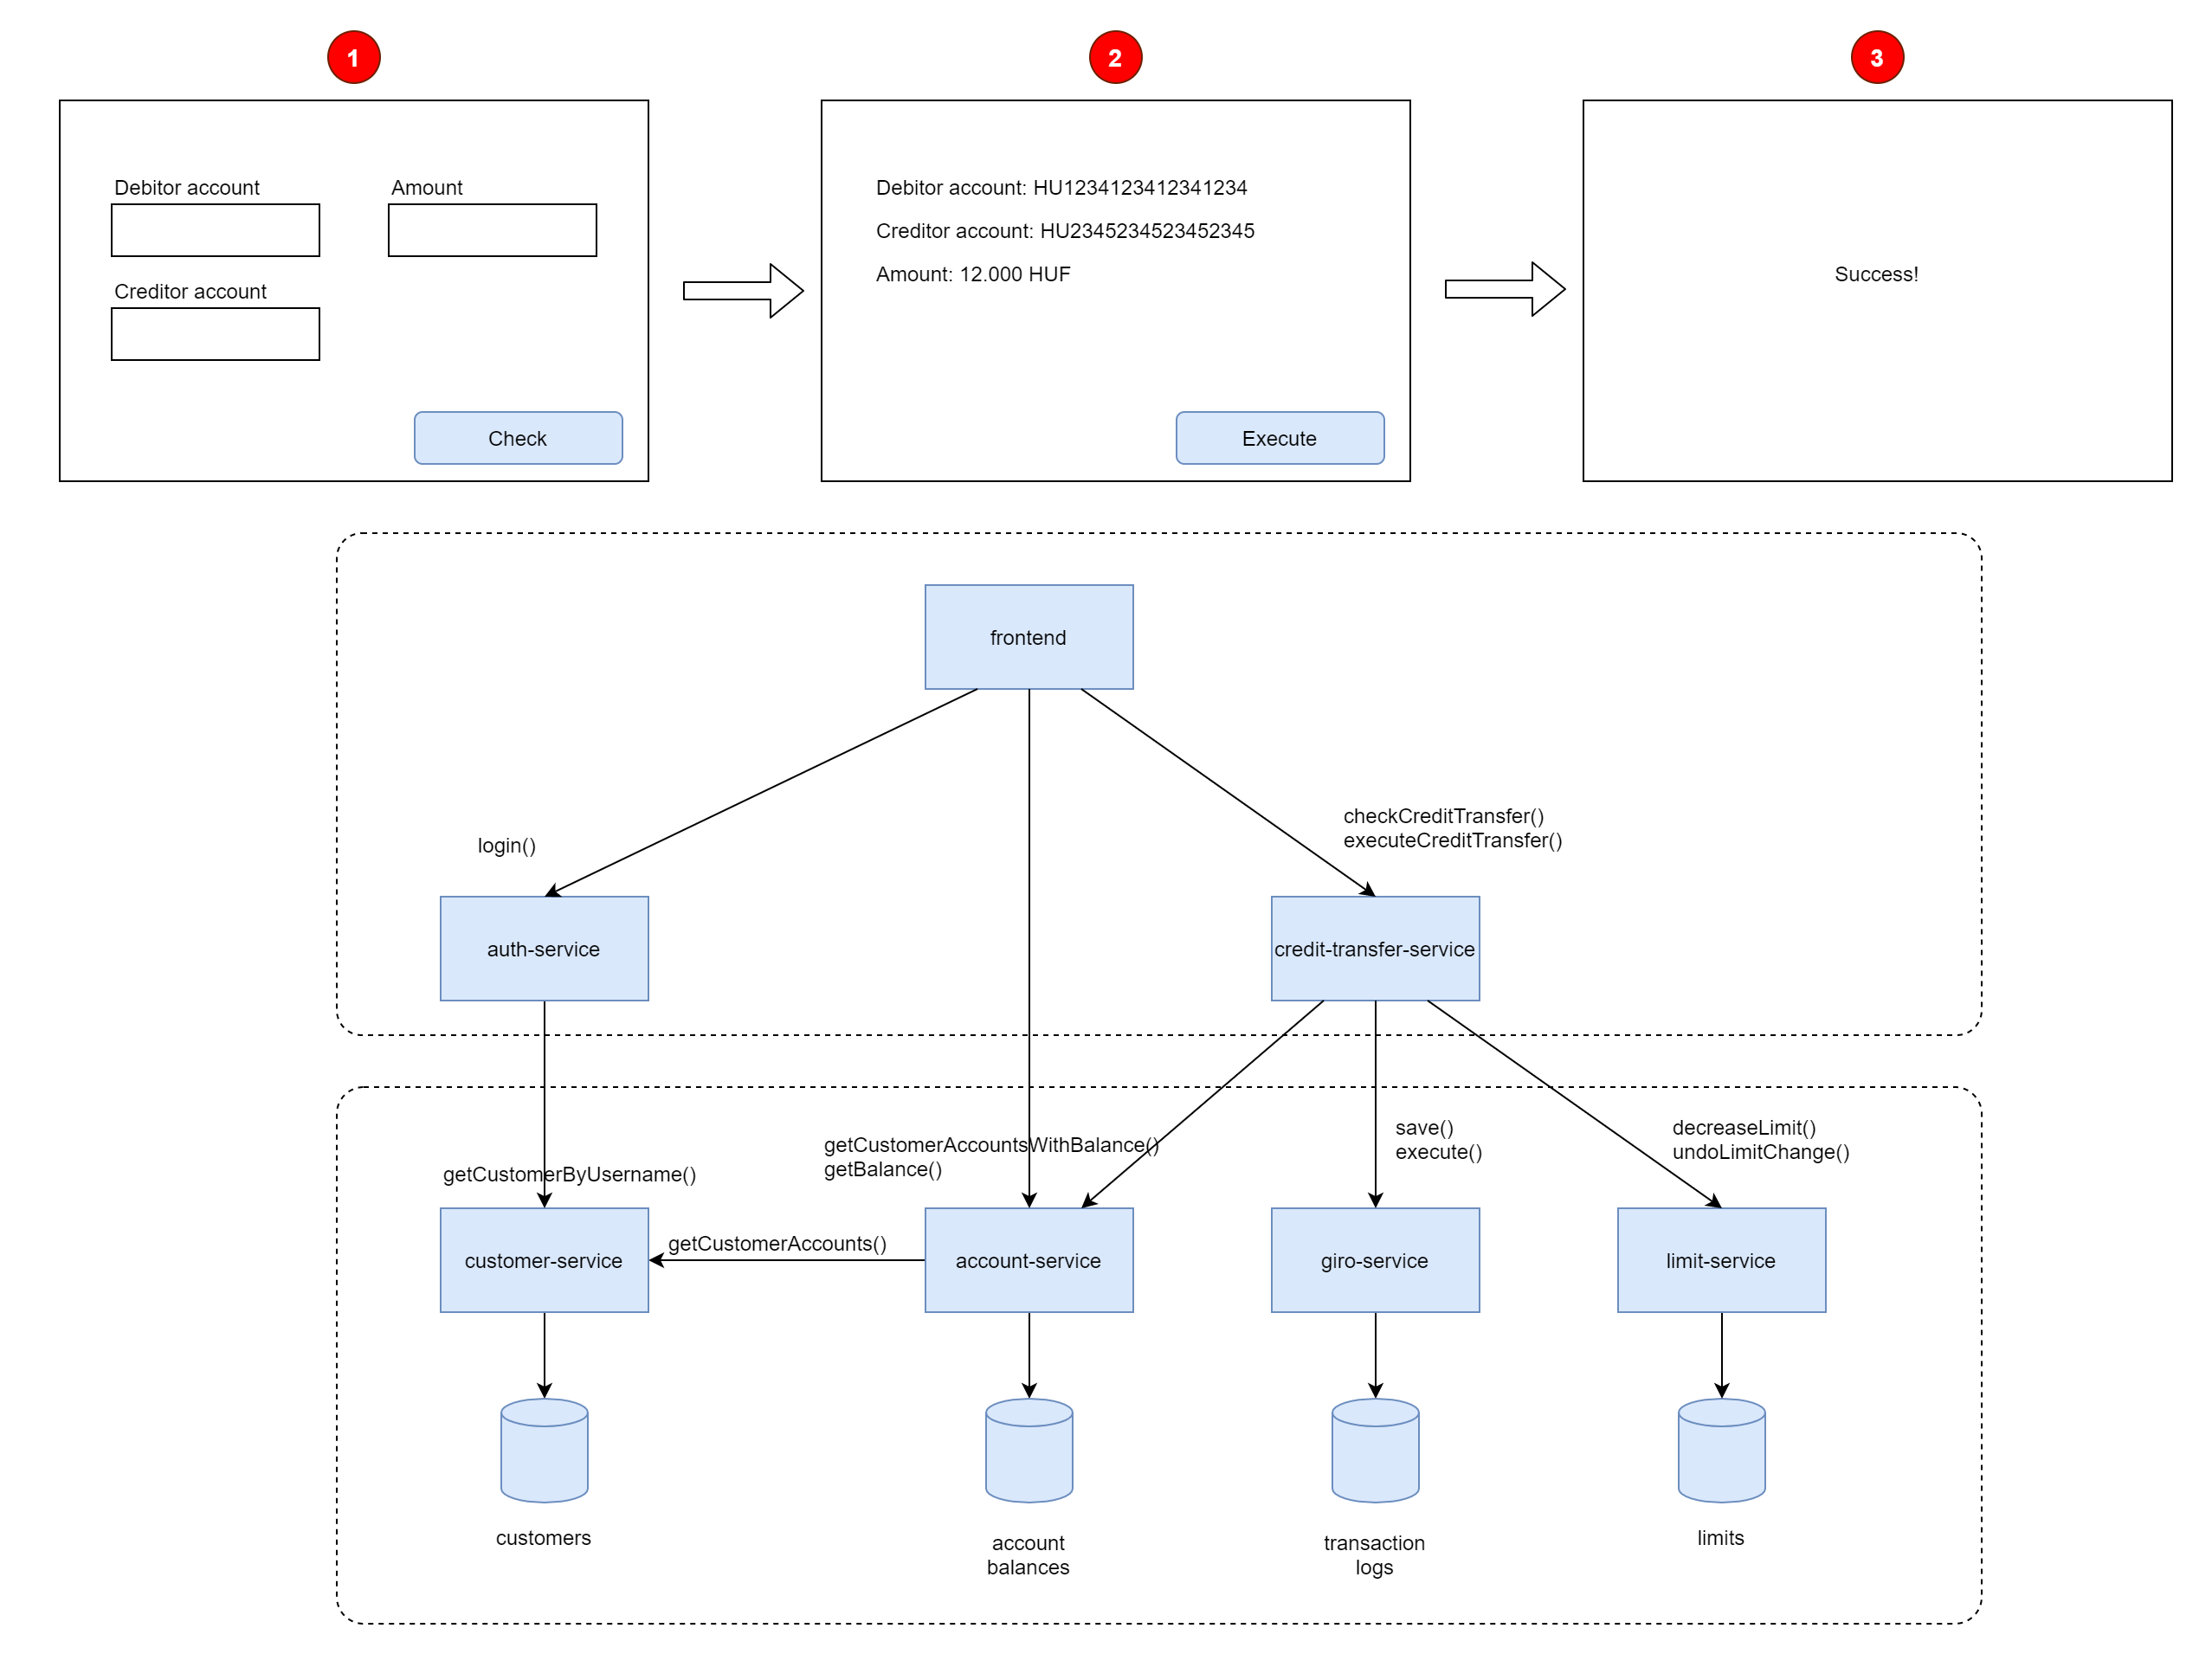 1
2
3
Debitor account
Amount
Creditor account
Check
Debitor account: HU1234123412341234
Creditor account: HU2345234523452345
Amount: 12.000 HUF
Execute
Success!
frontend
login()
checkCreditTransfer()
executeCreditTransfer()
auth-service
credit-transfer-service
getCustomerByUsername()
getCustomerAccountsWithBalance()
getBalance()
save()
execute()
decreaseLimit()
undoLimitChange()
customer-service
getCustomerAccounts()
account-service
giro-service
limit-service
customers
account
balances
transaction
logs
limits